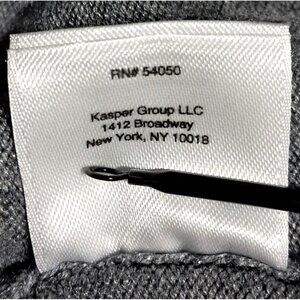 RN# 54050
Kasper Group LLC
1412 Broadway
New York, NY 10018